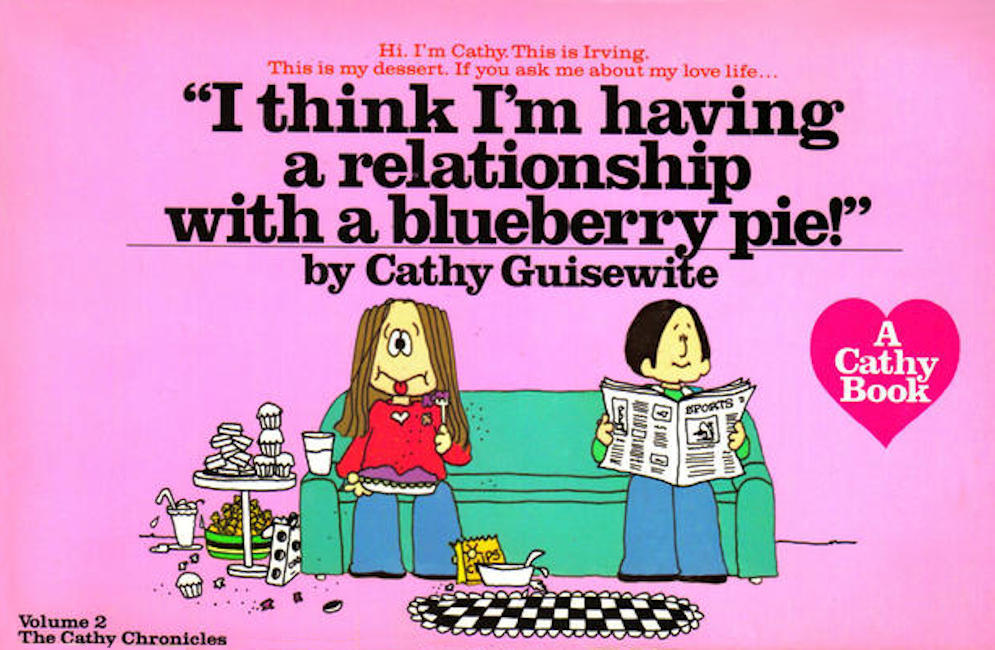 Hi. I'm Cathy. This is Irving.
This is my dessert. If you ask me about my love life...
“I think I’m having
a relationship
with a blueberry pie!”
by Cathy Guisewite
A
Cathy
Book
SPORTS
Volume 2
The Cathy Chronicles